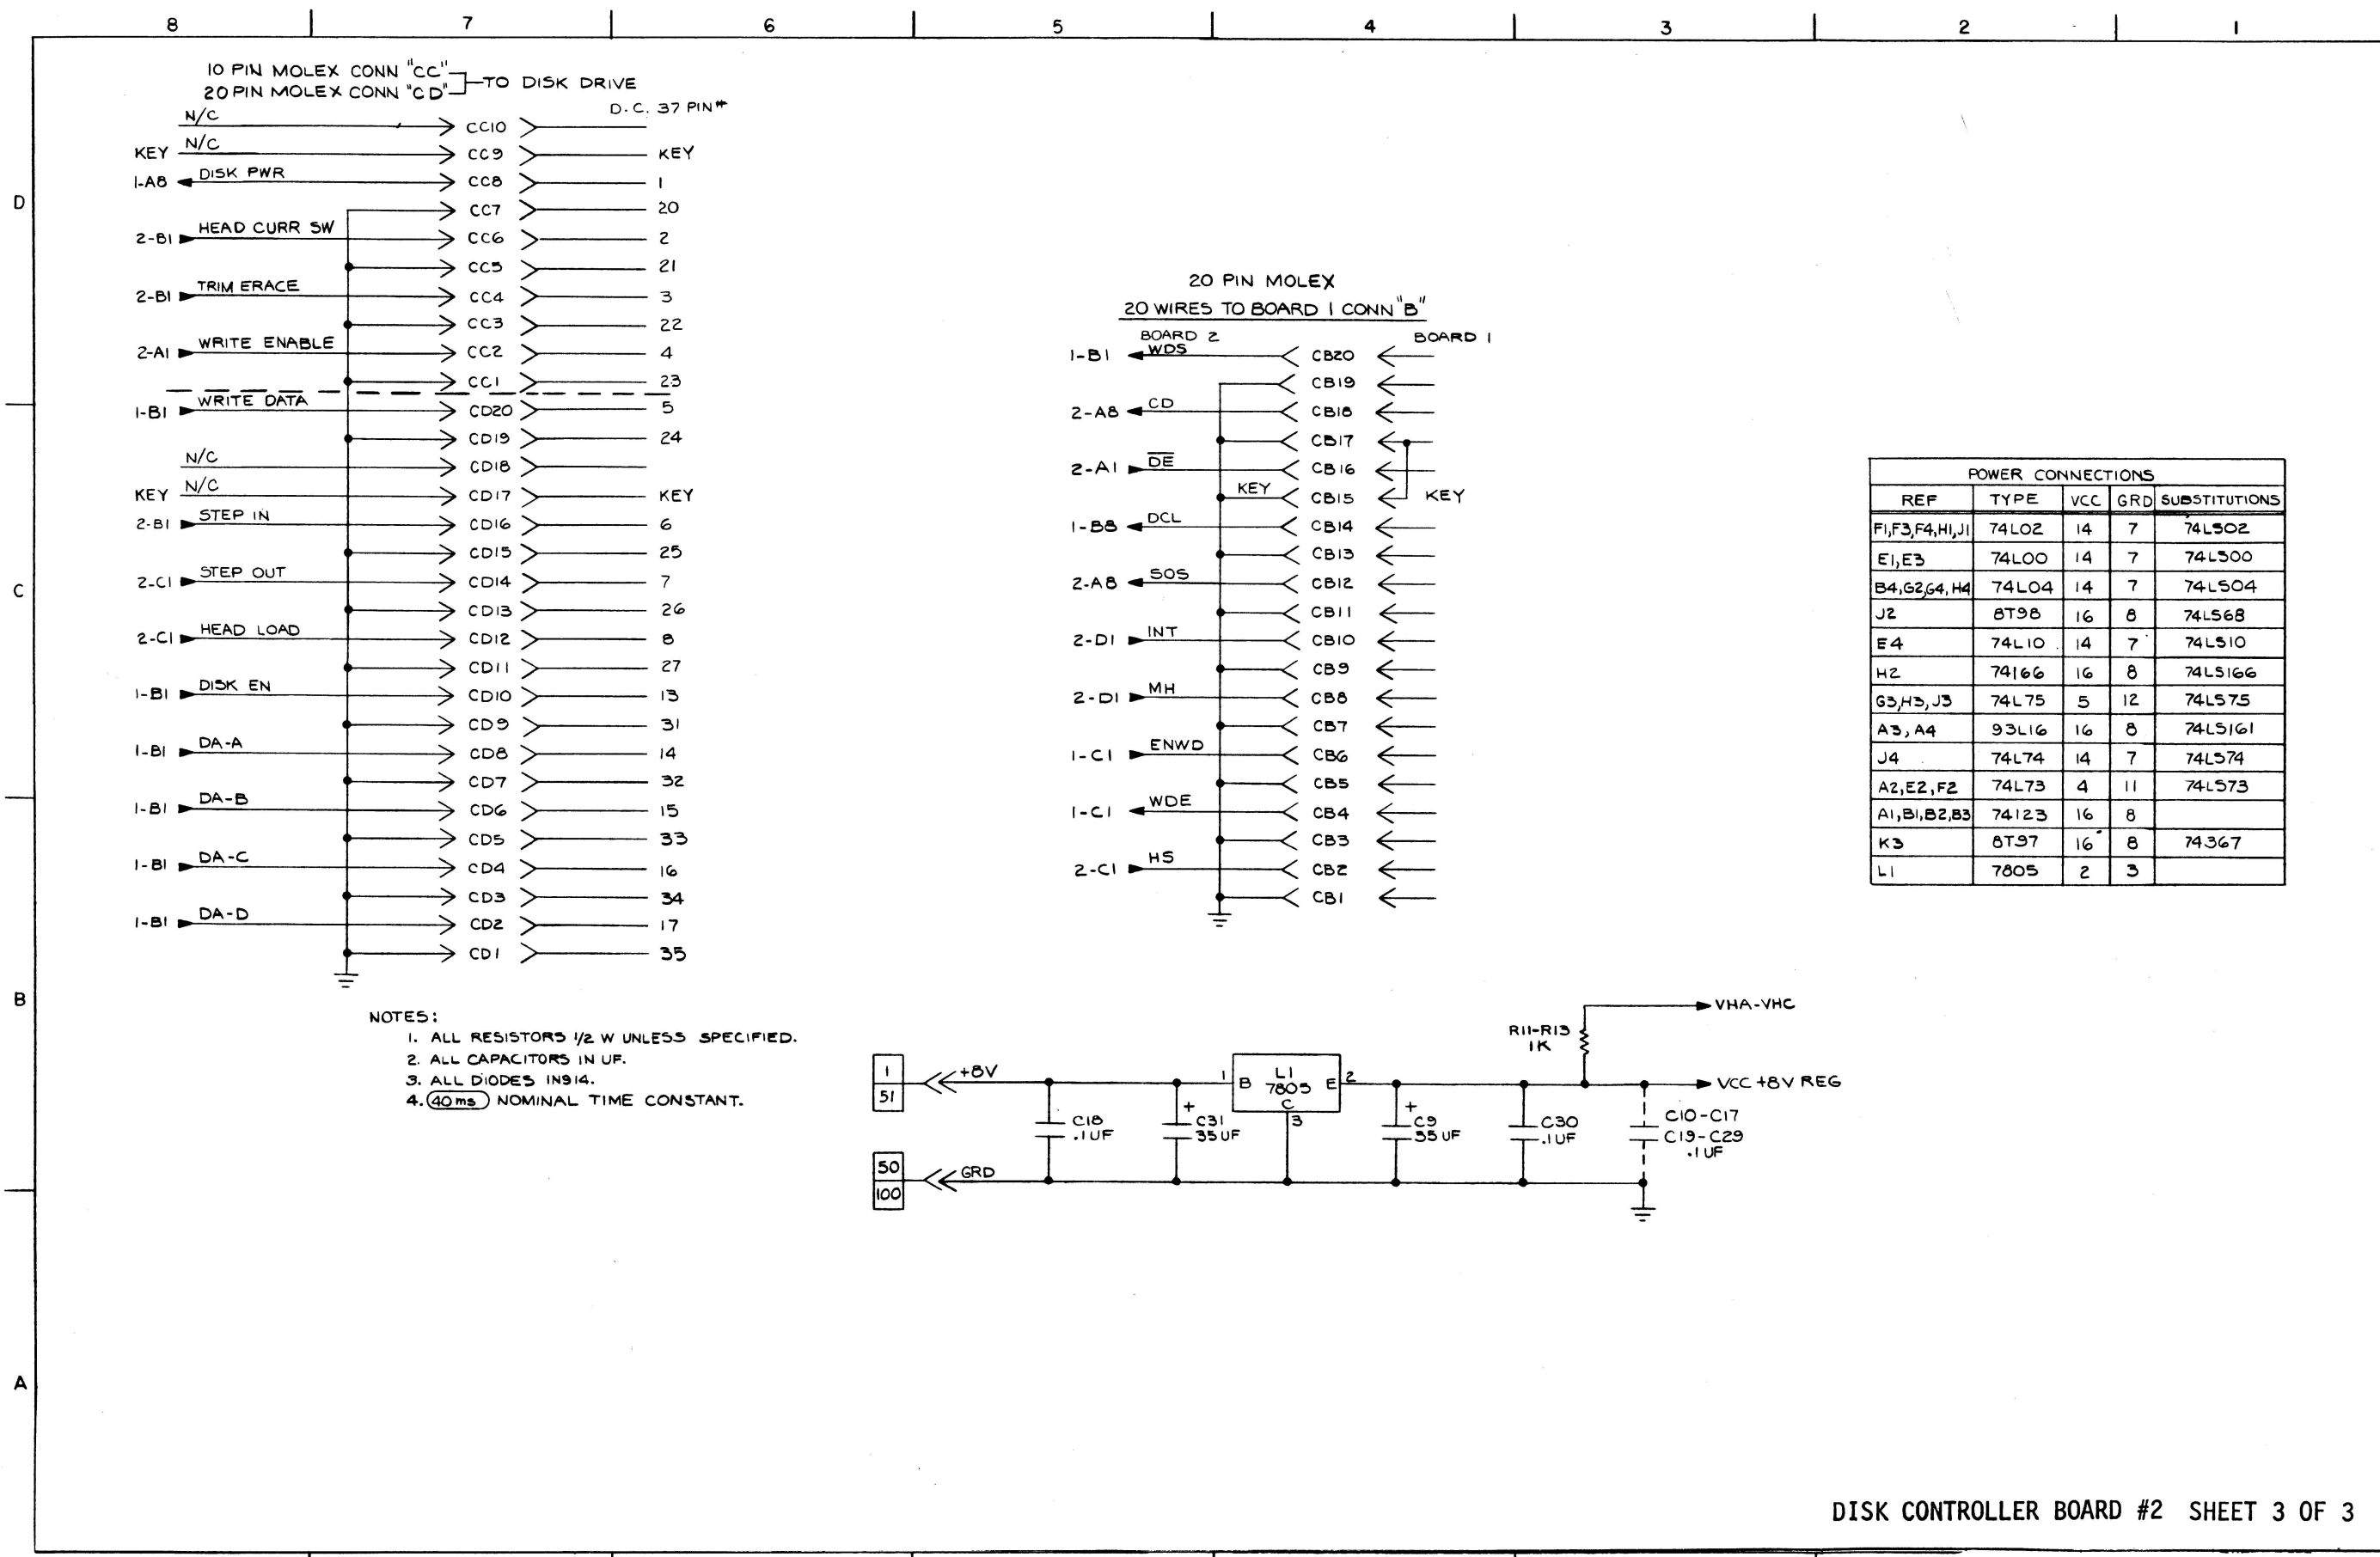 8 7 6 5 4 3 2 1
D
C
B
A
10 PIN MOLEX CONN "CC"
20 PIN MOLEX CONN "CD"
TO DISK DRIVE
D.C. 37 PIN#
N/C CC10
KEY N/C CC9 KEY
1-A8 DISK PWR CC8 1
CC7 20
2-B1 HEAD CURR SW CC6 2
CC5 21
2-B1 TRIM ERACE CC4 3
CC3 22
2-A1 WRITE ENABLE CC2 4
CC1 23
1-B1 WRITE DATA CD20 5
CD19 24
N/C CD18
KEY N/C CD17 KEY
2-B1 STEP IN CD16 6
CD15 25
2-C1 STEP OUT CD14 7
CD13 26
2-C1 HEAD LOAD CD12 8
CD11 27
1-B1 DISK EN CD10 13
CD9 31
1-B1 DA-A CD8 14
CD7 32
1-B1 DA-B CD6 15
CD5 33
1-B1 DA-C CD4 16
CD3 34
1-B1 DA-D CD2 17
CD1 35
20 PIN MOLEX
20 WIRES TO BOARD 1 CONN "B"
BOARD 2 BOARD 1
1-B1 WDS CB20
CB19
2-A8 CD CB18
CB17
2-A1 D̅E̅ CB16
KEY CB15 KEY
1-B8 DCL CB14
CB13
2-A8 SOS CB12
CB11
2-D1 INT CB10
CB9
2-D1 MH CB8
CB7
1-C1 ENWD CB6
CB5
1-C1 WDE CB4
CB3
2-C1 HS CB2
CB1
POWER CONNECTIONS
REF TYPE VCC GRD SUBSTITUTIONS
F1,F3,F4,H1,J1 74L02 14 7 74LS02
E1,E3 74L00 14 7 74LS00
B4,G2,G4,H4 74L04 14 7 74LS04
J2 8T98 16 8 74LS68
E4 74L10 14 7 74LS10
H2 74166 16 8 74LS166
G3,H3,J3 74L75 5 12 74LS75
A3,A4 93L16 16 8 74LS161
J4 74L74 14 7 74LS74
A2,E2,F2 74L73 4 11 74LS73
A1,B1,B2,B3 74123 16 8
K3 8T97 16 8 74367
L1 7805 2 3
NOTES:
1. ALL RESISTORS 1/2 W UNLESS SPECIFIED.
2. ALL CAPACITORS IN UF.
3. ALL DIODES IN914.
4. 40ms NOMINAL TIME CONSTANT.
VHA-VHC
R11-R13
1K
1
51
+8V
1 B L1 E 2
7805
C
3
VCC +8V REG
C18
.1UF
+
C31
35UF
+
C9
35UF
C30
.1UF
C10-C17
C19-C29
.1UF
50
100
GRD
DISK CONTROLLER BOARD #2 SHEET 3 OF 3